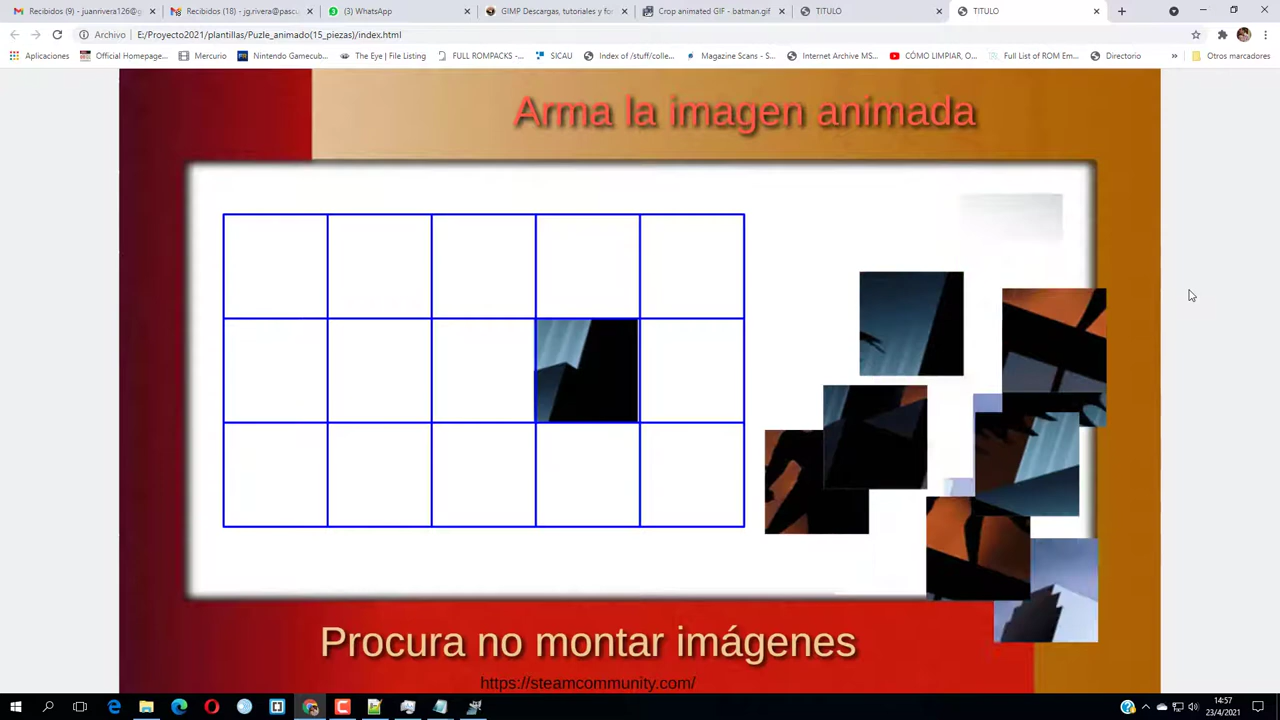 Recibidos (9) - juanrivera126@g
Recibidos (18) - jg.rivera@pascu
(3) WhatsApp
GIMP Descargas, tutoriales y fo
Crop animated GIF - batman.gif
TITULO
TITULO
Archivo
E:/Proyecto2021/plantillas/Puzle_animado(15_piezas)/index.html
Aplicaciones
Official Homepage...
Mercurio
Nintendo Gamecub...
The Eye | File Listing
FULL ROMPACKS -...
SICAU
Index of /stuff/colle...
Magazine Scans - S...
Internet Archive MS...
CÓMO LIMPIAR, O...
Full List of ROM Em...
Directorio
»
Otros marcadores
Arma la imagen animada
Procura no montar imágenes
https://steamcommunity.com/
14:57
23/4/2021